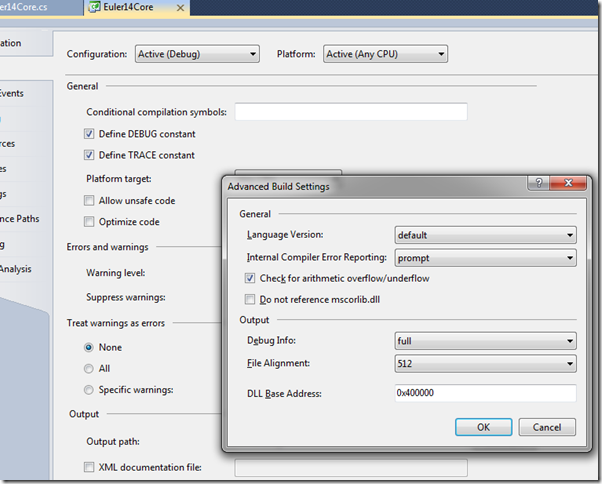 er14Core.cs Euler14Core
ation Configuration: Active (Debug) Platform: Active (Any CPU)
General
Events
Conditional compilation symbols:
Define DEBUG constant
rces
Define TRACE constant
es
Platform target:
gs
Allow unsafe code
nce Paths
Optimize code
g
Errors and warnings
Analysis
Warning level:
Suppress warnings:
Treat warnings as errors
None
All
Specific warnings:
Output
Output path:
XML documentation file:
Advanced Build Settings
General
Language Version: default
Internal Compiler Error Reporting: prompt
Check for arithmetic overflow/underflow
Do not reference mscorlib.dll
Output
Debug Info: full
File Alignment: 512
DLL Base Address: 0x400000
OK Cancel